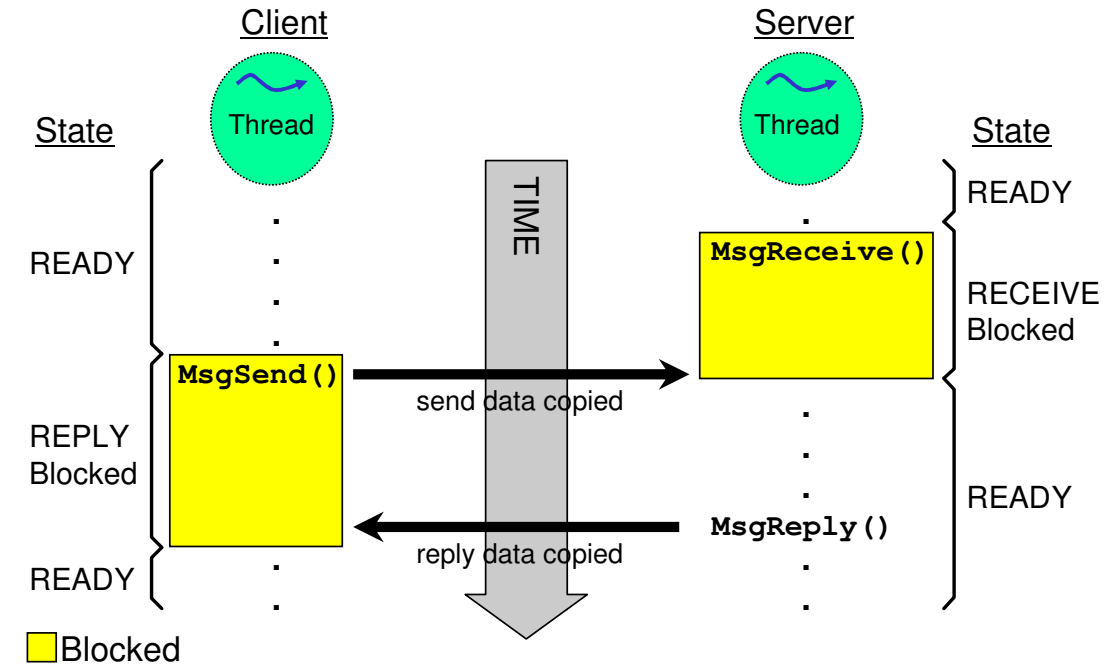 Client
Server
Thread
Thread
State
State
TIME
READY
READY
MsgReceive()
RECEIVE
Blocked
MsgSend()
send data copied
REPLY
Blocked
READY
MsgReply()
reply data copied
READY
Blocked